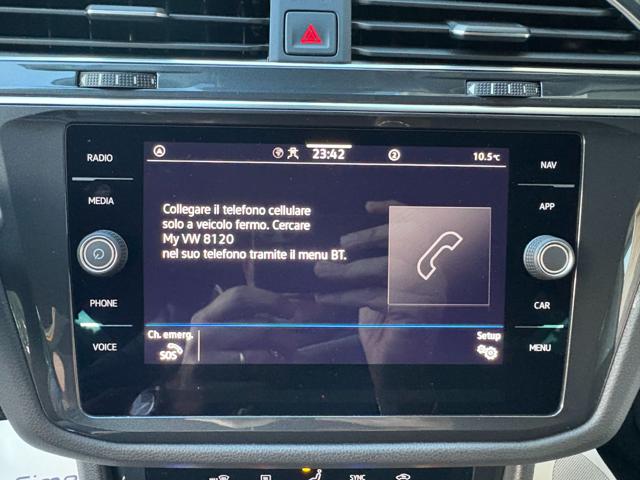 RADIO
MEDIA
PHONE
VOICE
A
23:42
2
10.5°C
Collegare il telefono cellulare
solo a veicolo fermo. Cercare
My VW 8120
nel suo telefono tramite il menu BT.
Ch. emerg.
SOS
Setup
NAV
APP
CAR
MENU
SYNC